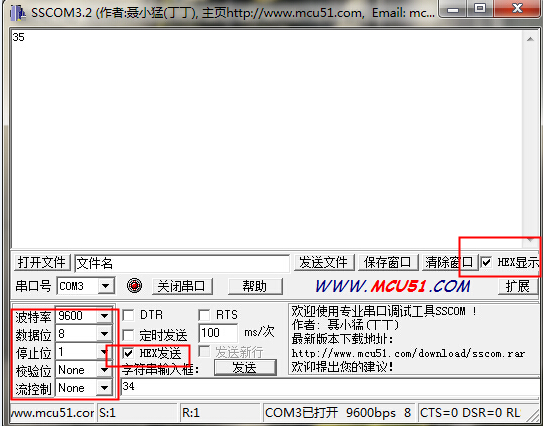 SSCOM3.2 (作者:聂小猛(丁丁), 主页http://www.mcu51.com, Email: mc...
35
打开文件 文件名 发送文件 保存窗口 清除窗口 HEX显示
串口号 COM3 关闭串口 帮助 WWW.MCU51.COM 扩展
波特率 9600 DTR RTS
数据位 8 定时发送 100 ms/次
停止位 1 HEX发送 发送新行
校验位 None 字符串输入框: 发送
流控制 None 34
欢迎使用专业串口调试工具SSCOM !
作者: 聂小猛(丁丁)
最新版本下载地址:
http://www.mcu51.com/download/sscom.rar
欢迎提出您的建议!
ww.mcu51.cor S:1 R:1 COM3已打开 9600bps 8 CTS=0 DSR=0 RL